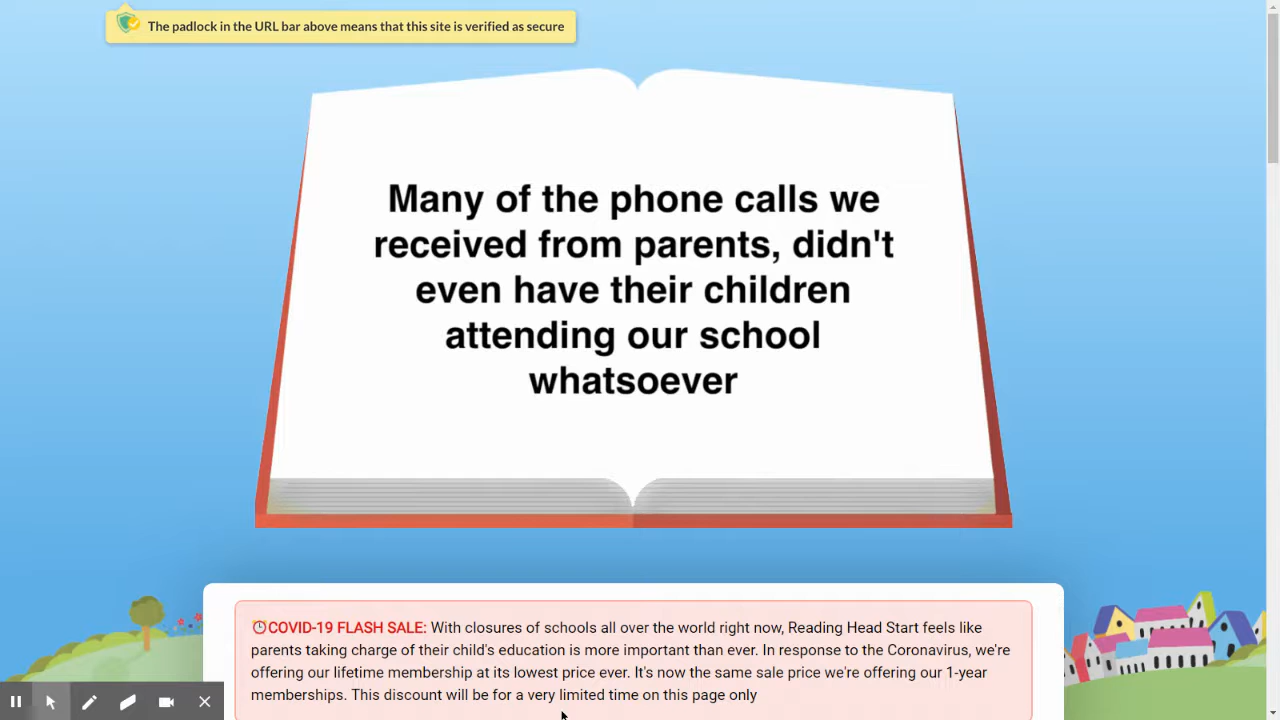 The padlock in the URL bar above means that this site is verified as secure
Many of the phone calls we
received from parents, didn't
even have their children
attending our school
whatsoever
COVID-19 FLASH SALE: With closures of schools all over the world right now, Reading Head Start feels like
parents taking charge of their child's education is more important than ever. In response to the Coronavirus, we're
offering our lifetime membership at its lowest price ever. It's now the same sale price we're offering our 1-year
memberships. This discount will be for a very limited time on this page only